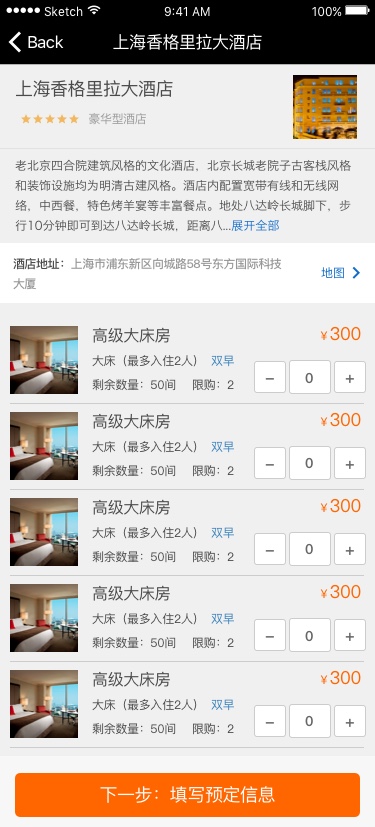 Sketch 9:41 AM 100%
Back 上海香格里拉大酒店
上海香格里拉大酒店
★★★★★ 豪华型酒店
老北京四合院建筑风格的文化酒店，北京长城老院子古客栈风格
和装饰设施均为明清古建风格。酒店内配置宽带有线和无线网
络，中西餐，特色烤羊宴等丰富餐点。地处八达岭长城脚下，步
行10分钟即可到达八达岭长城，距离八...展开全部
酒店地址：上海市浦东新区向城路58号东方国际科技
大厦
地图
高级大床房 ¥300
大床（最多入住2人） 双早
剩余数量：50间 限购：2 − 0 +
高级大床房 ¥300
大床（最多入住2人） 双早
剩余数量：50间 限购：2 − 0 +
高级大床房 ¥300
大床（最多入住2人） 双早
剩余数量：50间 限购：2 − 0 +
高级大床房 ¥300
大床（最多入住2人） 双早
剩余数量：50间 限购：2 − 0 +
高级大床房 ¥300
大床（最多入住2人） 双早
剩余数量：50间 限购：2 − 0 +
下一步：填写预定信息